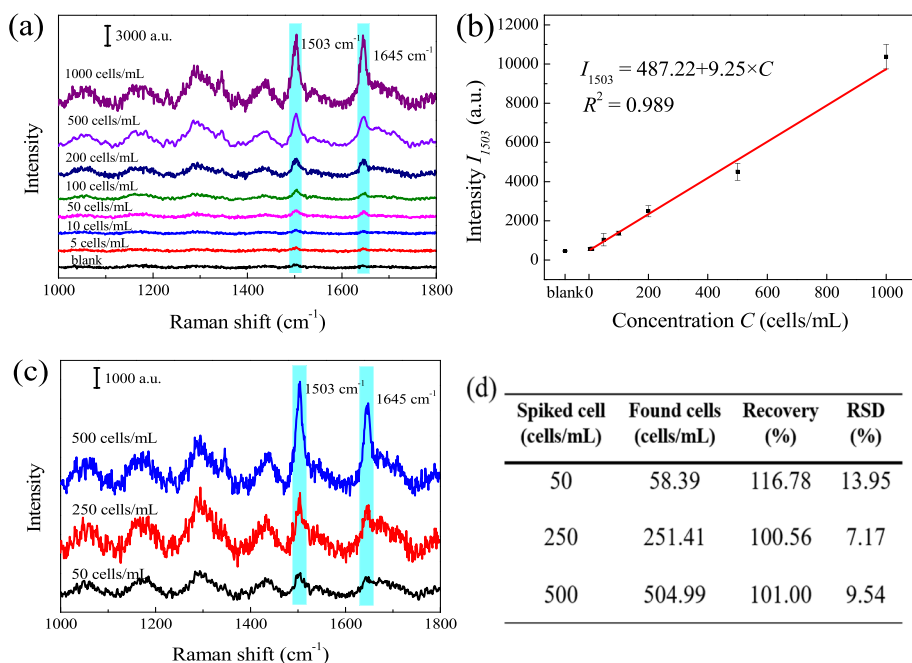 (a)
3000 a.u.
1503 cm⁻¹
1645 cm⁻¹
1000 cells/mL
500 cells/mL
200 cells/mL
100 cells/mL
50 cells/mL
10 cells/mL
5 cells/mL
blank
Intensity
1000 1200 1400 1600 1800
Raman shift (cm⁻¹)
(b)
I₁₅₀₃ = 487.22+9.25×C
R² = 0.989
Intensity I₁₅₀₃ (a.u.)
12000
10000
8000
6000
4000
2000
0
blank 0 200 400 600 800 1000
Concentration C (cells/mL)
(c)
1000 a.u.
1503 cm⁻¹
1645 cm⁻¹
500 cells/mL
250 cells/mL
50 cells/mL
Intensity
1000 1200 1400 1600 1800
Raman shift (cm⁻¹)
(d)
Spiked cell Found cells Recovery RSD
(cells/mL) (cells/mL) (%) (%)
50 58.39 116.78 13.95
250 251.41 100.56 7.17
500 504.99 101.00 9.54